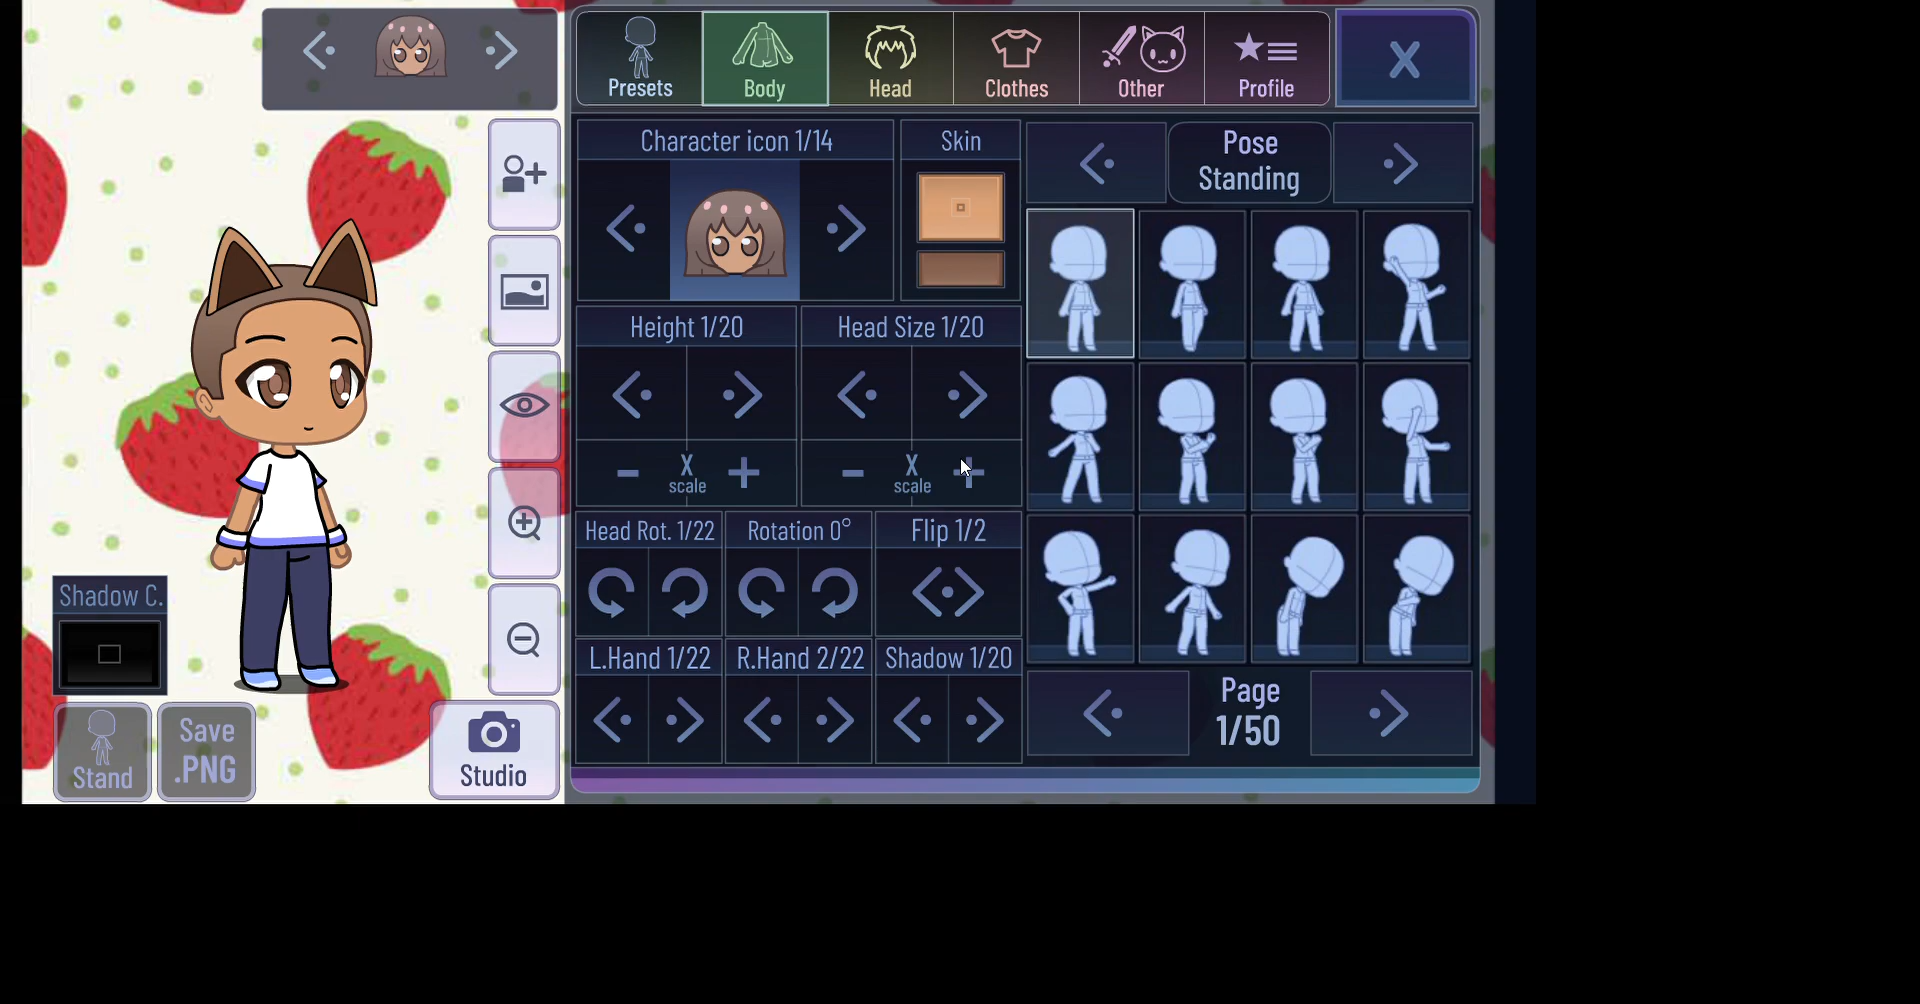 Presets
Body
Head
Clothes
Other
Profile
X
Character icon 1/14
Skin
Pose
Standing
Height 1/20
Head Size 1/20
X
scale
X
scale
Head Rot. 1/22
Rotation 0°
Flip 1/2
L.Hand 1/22
R.Hand 2/22
Shadow 1/20
Page
1/50
Shadow C.
Stand
Save
.PNG
Studio